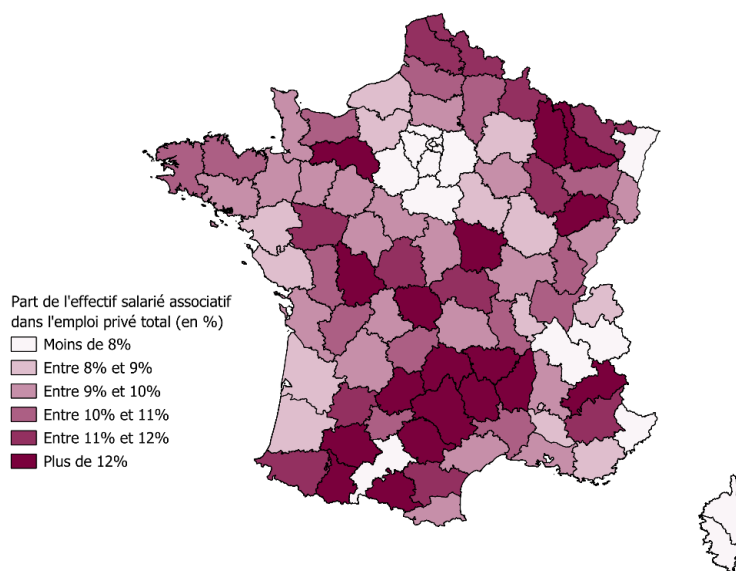 Part de l'effectif salarié associatif
dans l'emploi privé total (en %)
Moins de 8%
Entre 8% et 9%
Entre 9% et 10%
Entre 10% et 11%
Entre 11% et 12%
Plus de 12%